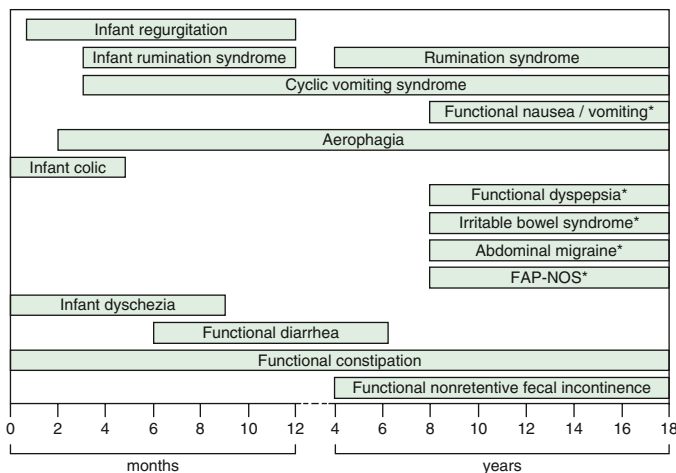 Infant regurgitation
Infant rumination syndrome Rumination syndrome
Cyclic vomiting syndrome
Functional nausea / vomiting*
Aerophagia
Infant colic
Functional dyspepsia*
Irritable bowel syndrome*
Abdominal migraine*
FAP-NOS*
Infant dyschezia
Functional diarrhea
Functional constipation
Functional nonretentive fecal incontinence
0 2 4 6 8 10 12 4 6 8 10 12 14 16 18
months years